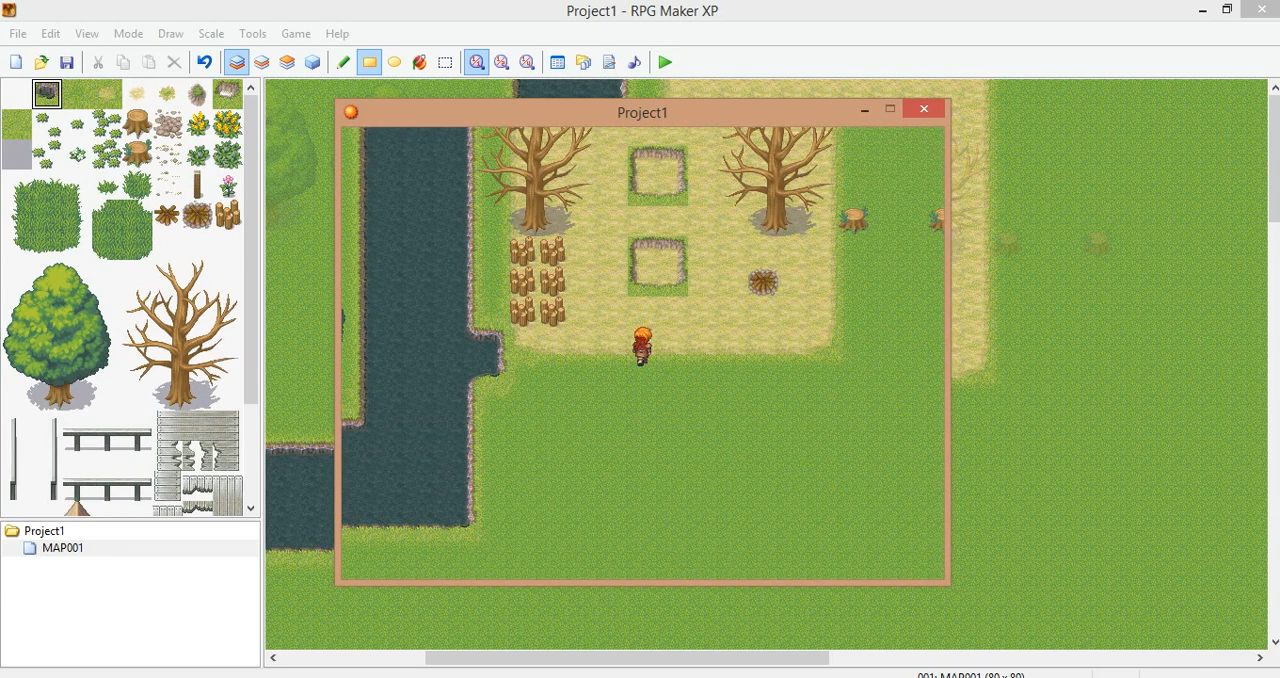 Project1 - RPG Maker XP
File Edit View Mode Draw Scale Tools Game Help
Project1
Project1
MAP001
001: MAP001 (80 x 80)